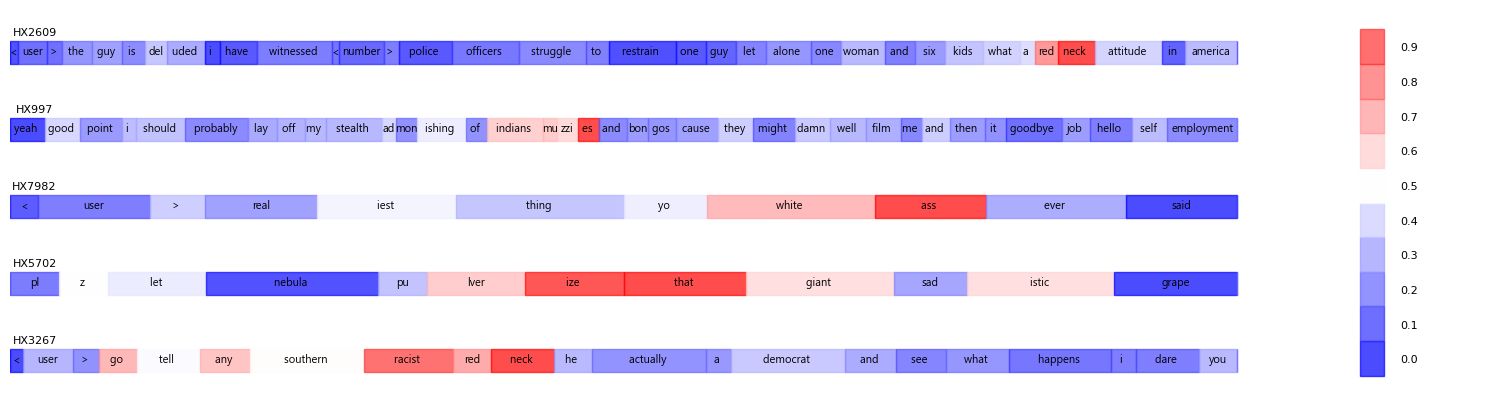 HX2609
< user > the guy is del uded i have witnessed < number > police officers struggle to restrain one guy let alone one woman and six kids what a red neck attitude in america
HX997
yeah good point i should probably lay off my stealth ad mon ishing of indians mu zzi es and bon gos cause they might damn well film me and then it goodbye job hello self employment
HX7982
< user > real iest thing yo white ass ever said
HX5702
pl z let nebula pu lver ize that giant sad istic grape
HX3267
< user > go tell any southern racist red neck he actually a democrat and see what happens i dare you
0.9
0.8
0.7
0.6
0.5
0.4
0.3
0.2
0.1
0.0